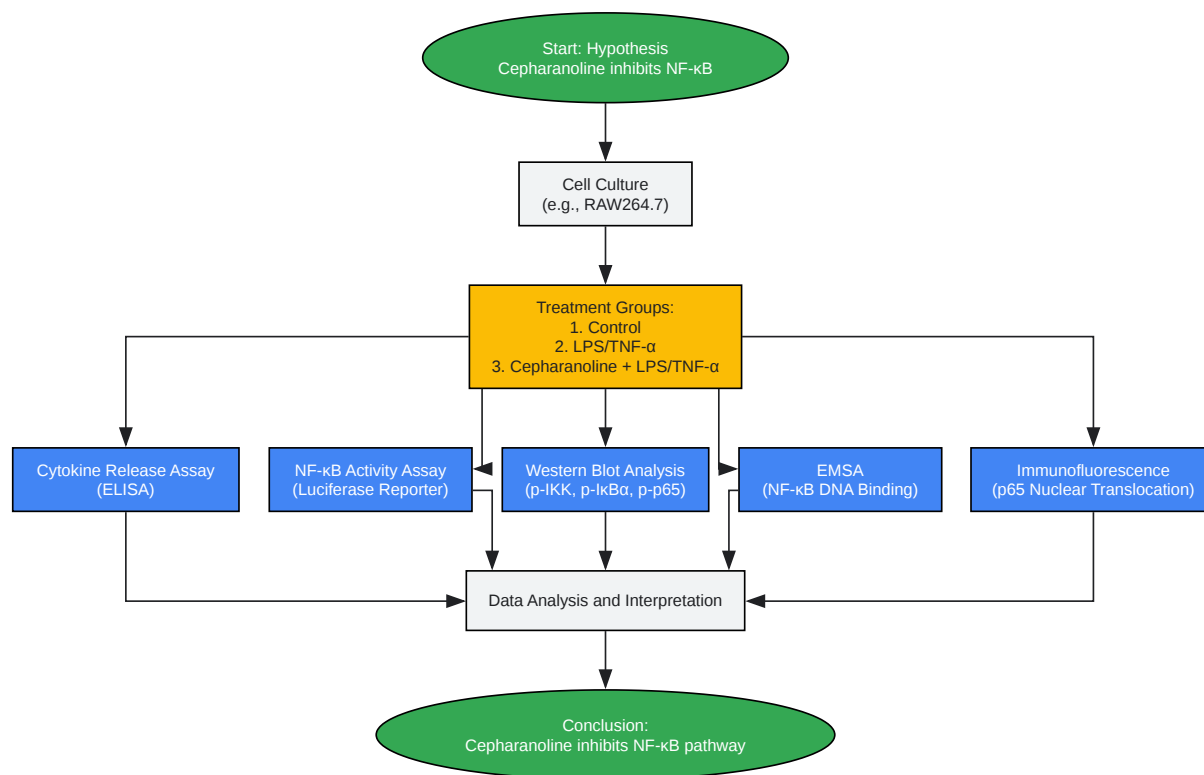 Start: Hypothesis
Cepharanoline inhibits NF-κB
Cell Culture
(e.g., RAW264.7)
Treatment Groups:
1. Control
2. LPS/TNF-α
3. Cepharanoline + LPS/TNF-α
Cytokine Release Assay
(ELISA)
NF-κB Activity Assay
(Luciferase Reporter)
Western Blot Analysis
(p-IKK, p-IκBα, p-p65)
EMSA
(NF-κB DNA Binding)
Immunofluorescence
(p65 Nuclear Translocation)
Data Analysis and Interpretation
Conclusion:
Cepharanoline inhibits NF-κB pathway